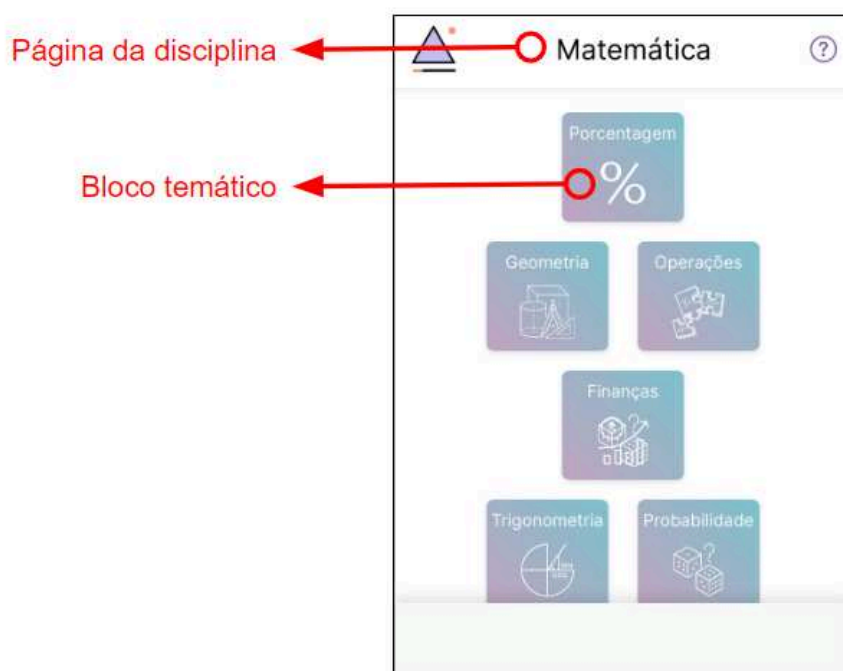 Página da disciplina
Matemática
?
Porcentagem
%
Bloco temático
Geometria
Operações
Finanças
Trigonometria
Probabilidade